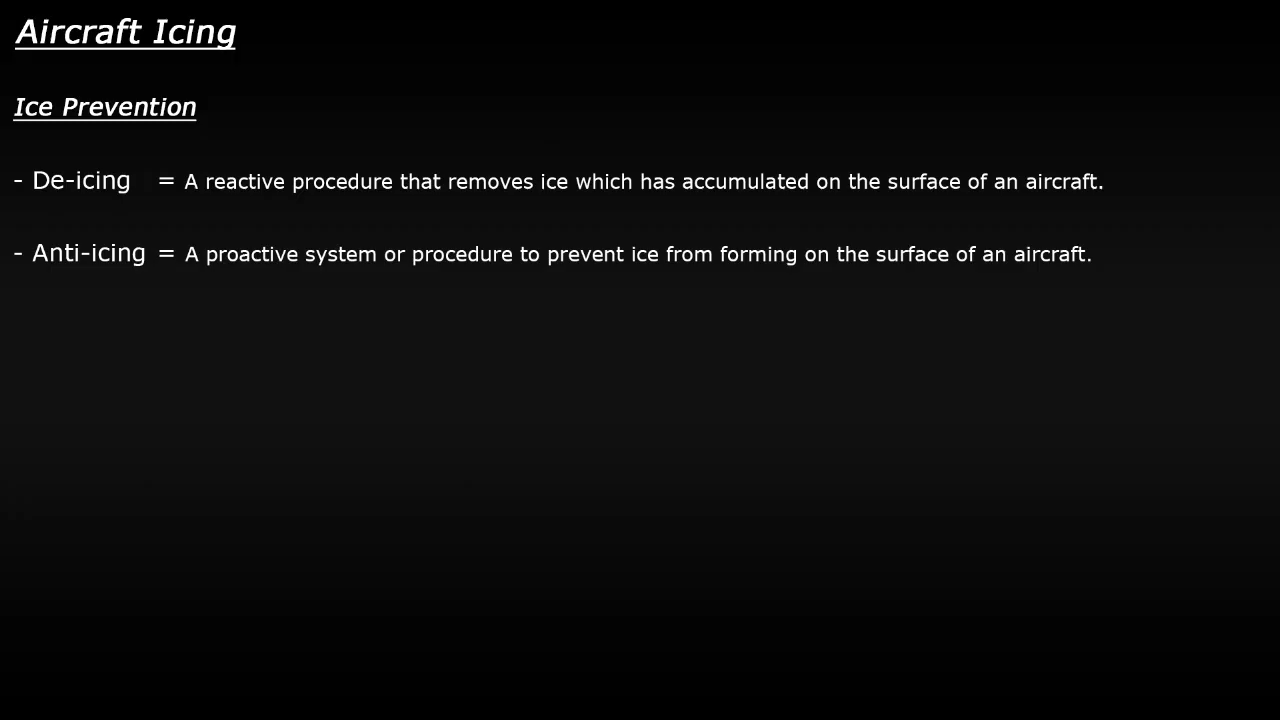 Aircraft Icing
Ice Prevention
- De-icing = A reactive procedure that removes ice which has accumulated on the surface of an aircraft.
- Anti-icing = A proactive system or procedure to prevent ice from forming on the surface of an aircraft.